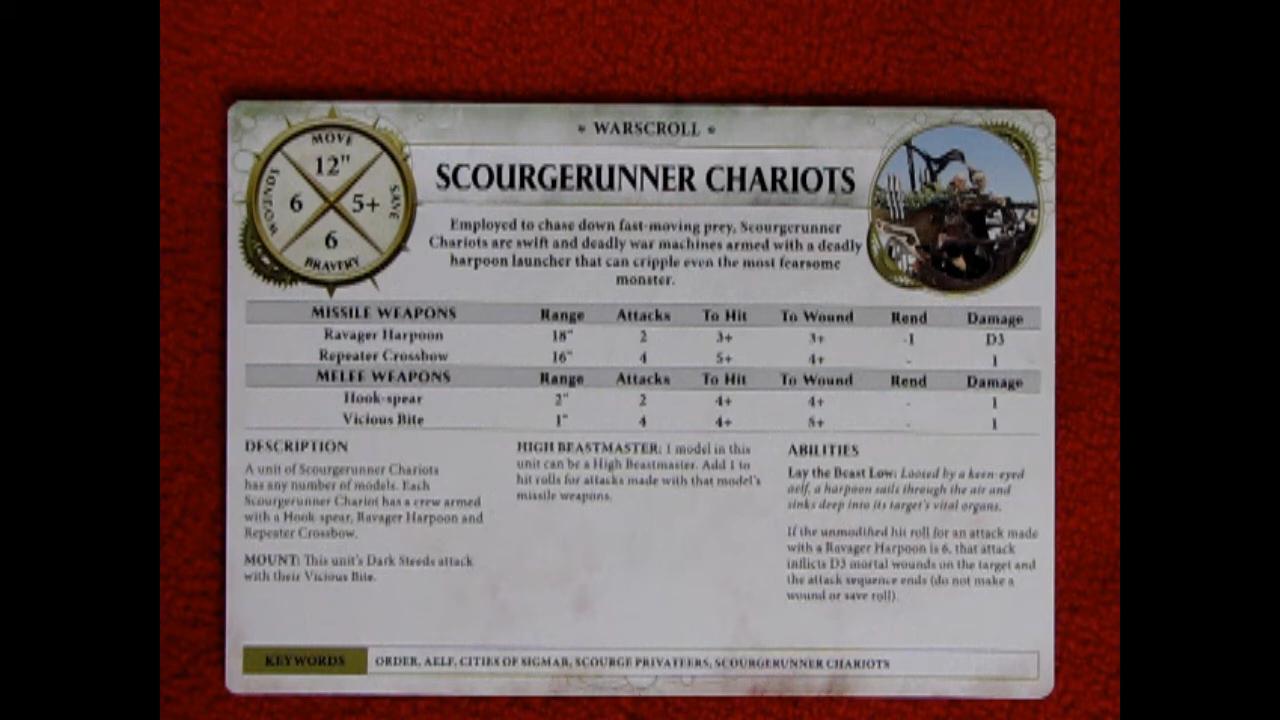 WARSCROLL
SCOURGERUNNER CHARIOTS
MOVE
12"
WOUNDS
6
5+
SAVE
6
BRAVERY
Employed to chase down fast-moving prey, Scourgerunner
Chariots are swift and deadly war machines armed with a deadly
harpoon launcher that can cripple even the most fearsome
monster.
MISSILE WEAPONS Range Attacks To Hit To Wound Rend Damage
Ravager Harpoon 18" 2 3+ 3+ -1 D3
Repeater Crossbow 16" 4 5+ 4+ - 1
MELEE WEAPONS Range Attacks To Hit To Wound Rend Damage
Hook-spear 2" 2 4+ 4+ - 1
Vicious Bite 1" 4 4+ 5+ - 1
DESCRIPTION
A unit of Scourgerunner Chariots
has any number of models. Each
Scourgerunner Chariot has a crew armed
with a Hook-spear, Ravager Harpoon and
Repeater Crossbow.
MOUNT: This unit's Dark Steeds attack
with their Vicious Bite.
HIGH BEASTMASTER: 1 model in this
unit can be a High Beastmaster. Add 1 to
hit rolls for attacks made with that model's
missile weapons.
ABILITIES
Lay the Beast Low: Loosed by a keen-eyed
aelf, a harpoon sails through the air and
sinks deep into its target's vital organs.
If the unmodified hit roll for an attack made
with a Ravager Harpoon is 6, that attack
inflicts D3 mortal wounds on the target and
the attack sequence ends (do not make a
wound or save roll).
KEYWORDS ORDER, AELF, CITIES OF SIGMAR, SCOURGE PRIVATEERS, SCOURGERUNNER CHARIOTS